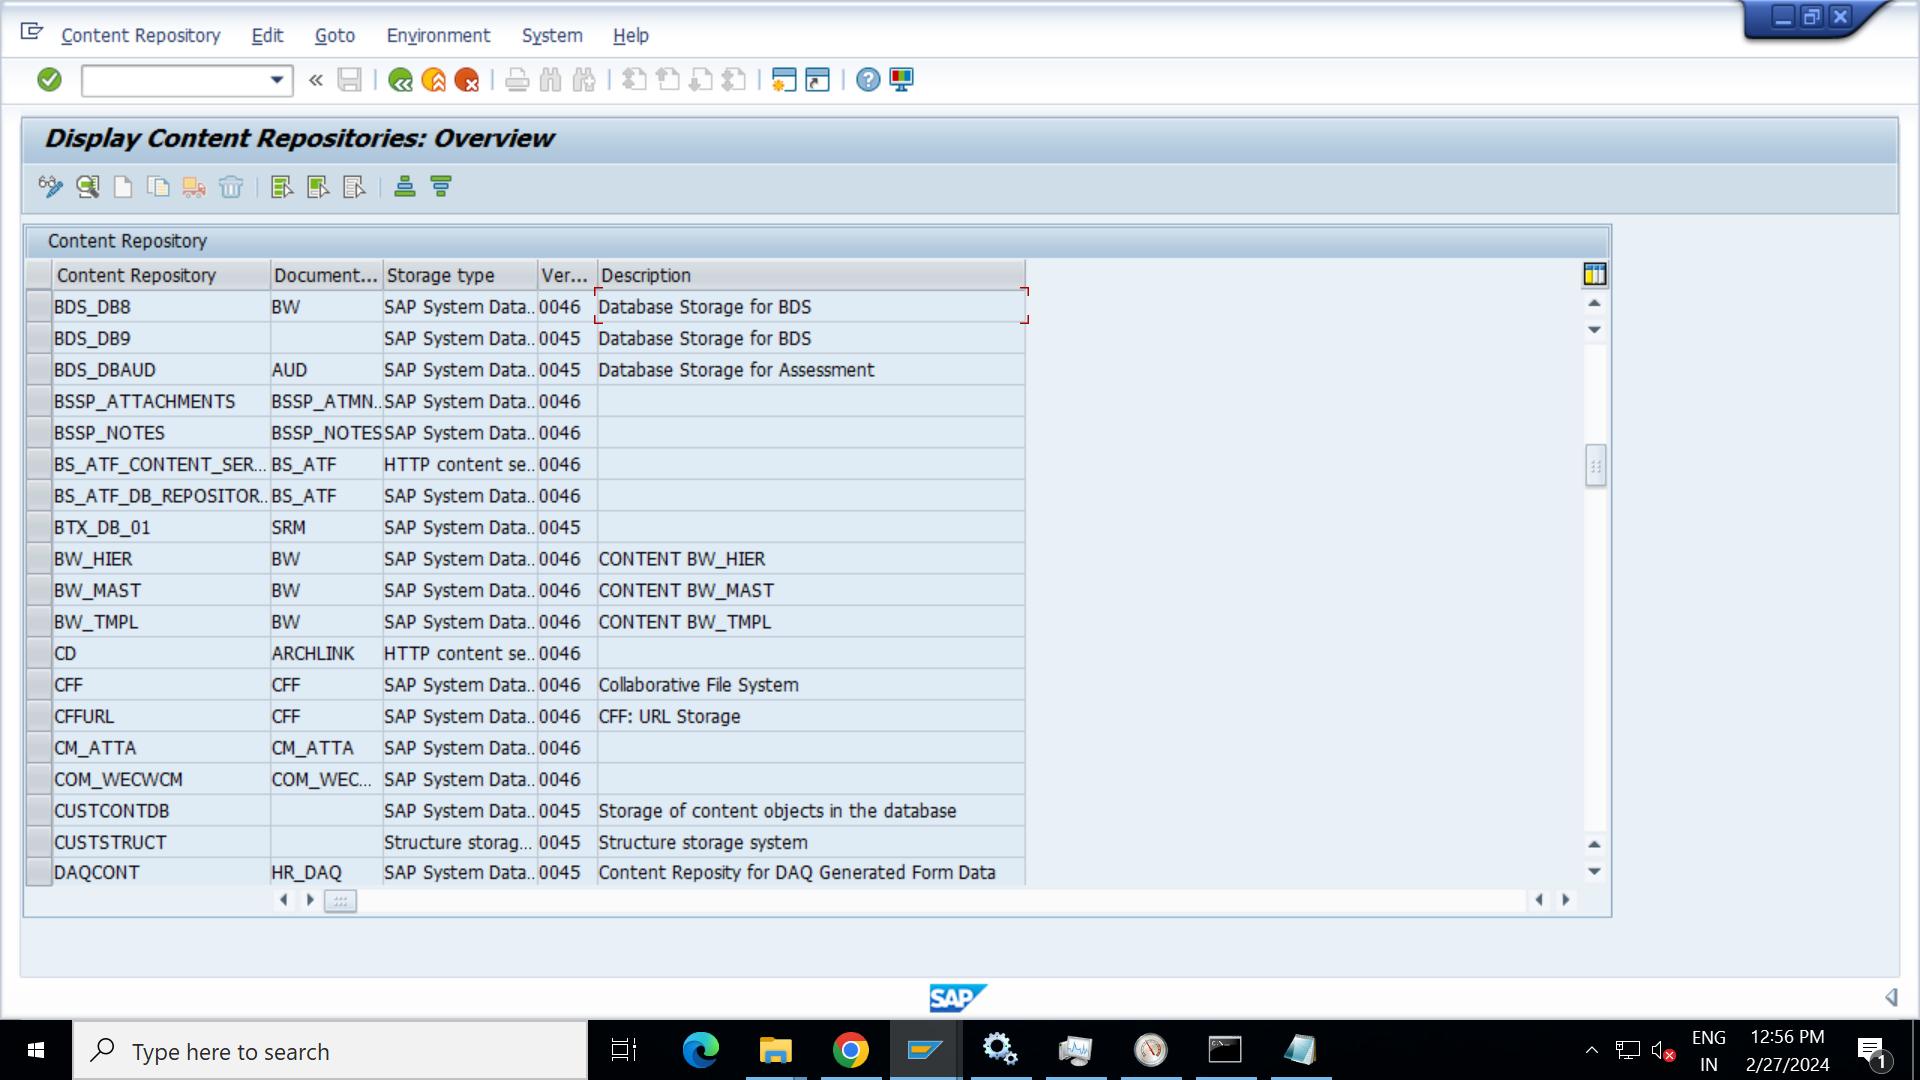 Content Repository Edit Goto Environment System Help
Display Content Repositories: Overview
Content Repository
Content Repository Document... Storage type Ver... Description
BDS_DB8 BW SAP System Data.. 0046 Database Storage for BDS
BDS_DB9 SAP System Data.. 0045 Database Storage for BDS
BDS_DBAUD AUD SAP System Data.. 0045 Database Storage for Assessment
BSSP_ATTACHMENTS BSSP_ATMN.. SAP System Data.. 0046
BSSP_NOTES BSSP_NOTES SAP System Data.. 0046
BS_ATF_CONTENT_SER... BS_ATF HTTP content se.. 0046
BS_ATF_DB_REPOSITOR.. BS_ATF SAP System Data.. 0046
BTX_DB_01 SRM SAP System Data.. 0045
BW_HIER BW SAP System Data.. 0046 CONTENT BW_HIER
BW_MAST BW SAP System Data.. 0046 CONTENT BW_MAST
BW_TMPL BW SAP System Data.. 0046 CONTENT BW_TMPL
CD ARCHLINK HTTP content se.. 0046
CFF CFF SAP System Data.. 0046 Collaborative File System
CFFURL CFF SAP System Data.. 0046 CFF: URL Storage
CM_ATTA CM_ATTA SAP System Data.. 0046
COM_WECWCM COM_WEC... SAP System Data.. 0046
CUSTCONTDB SAP System Data.. 0045 Storage of content objects in the database
CUSTSTRUCT Structure storag... 0045 Structure storage system
DAQCONT HR_DAQ SAP System Data.. 0045 Content Reposity for DAQ Generated Form Data
SAP
Type here to search
ENG 12:56 PM
IN 2/27/2024
1